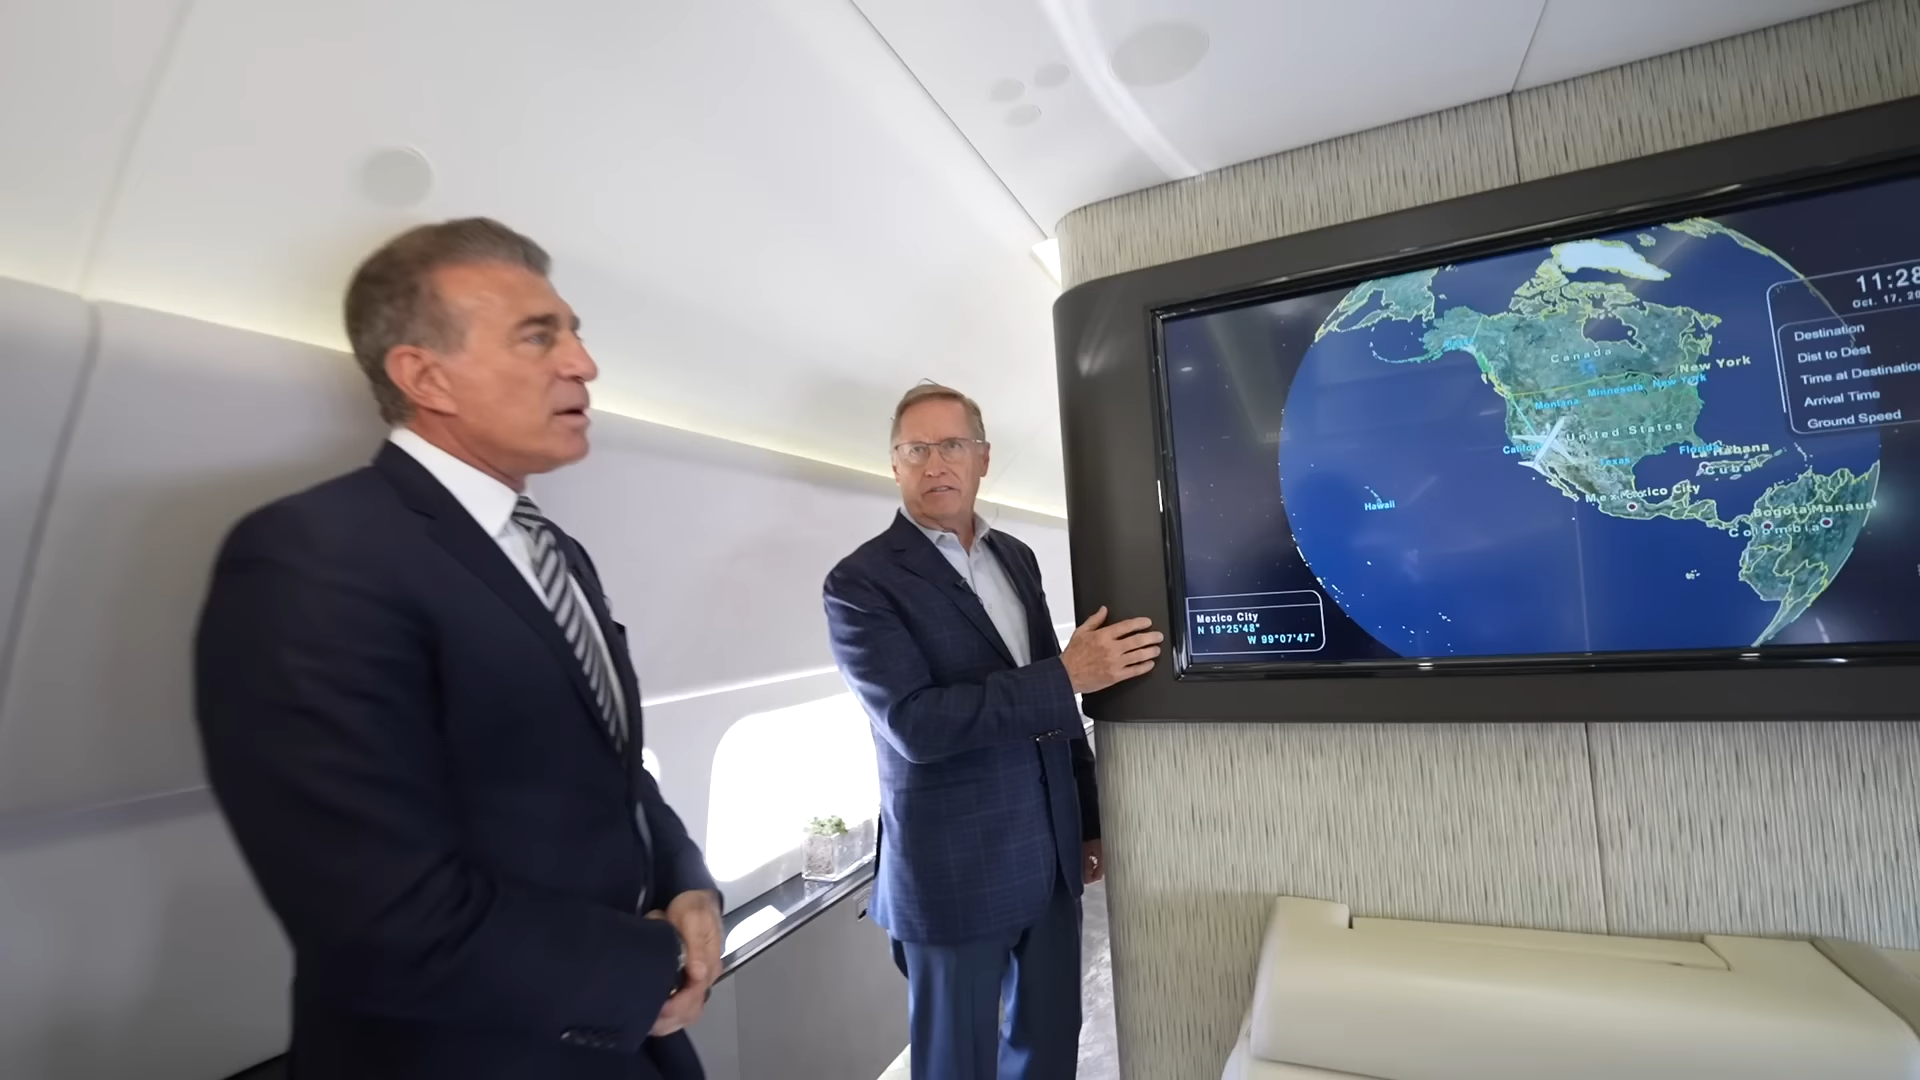 11:28
Oct. 17, 20
Destination
Dist to Dest
Time at Destination
Arrival Time
Ground Speed
Canada
New York
Minnesota
New York
Montana
United States
Florida
La Habana
Cuba
Texas
Hawaii
Mexico City
Bogota
Manaus
Colombia
Mexico City
N 19°25'48"
W 99°07'47"